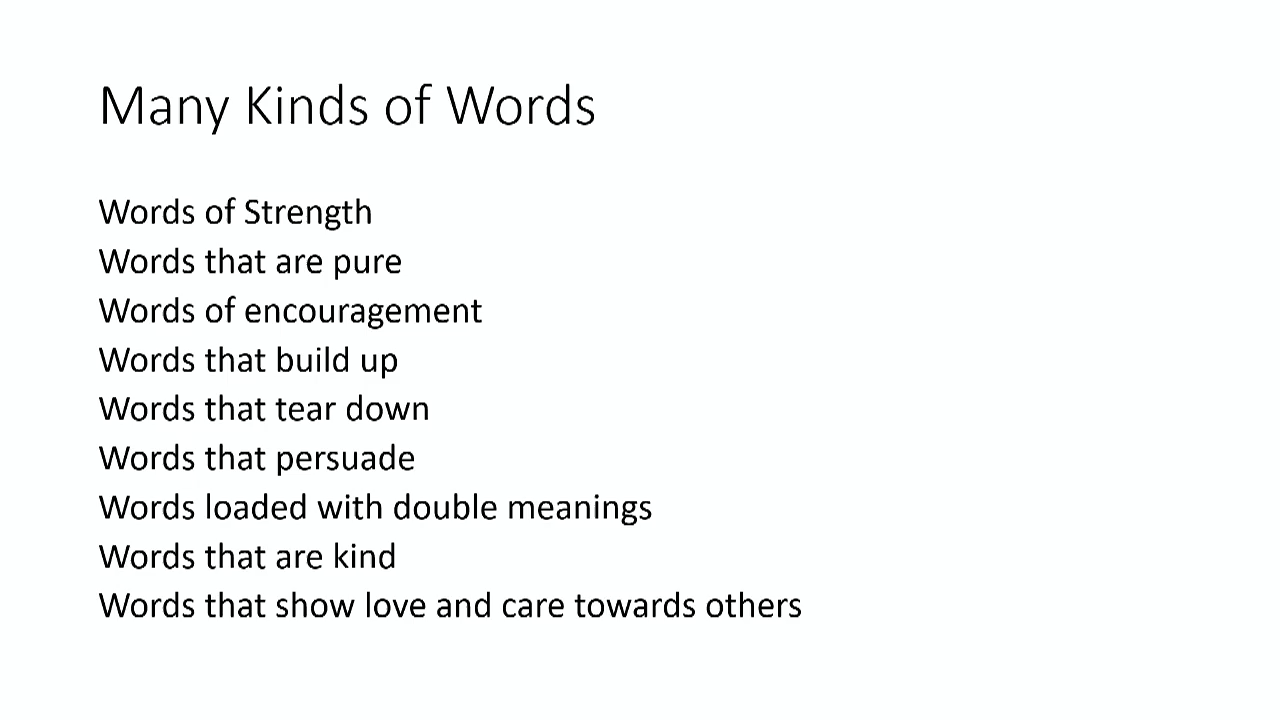 Many Kinds of Words
Words of Strength
Words that are pure
Words of encouragement
Words that build up
Words that tear down
Words that persuade
Words loaded with double meanings
Words that are kind
Words that show love and care towards others